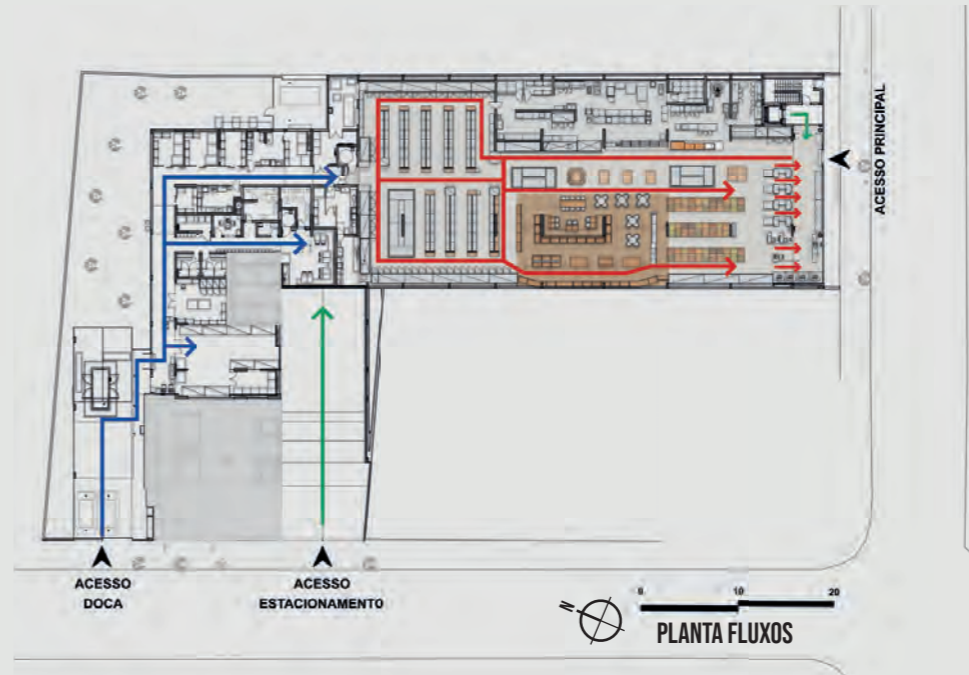 ACESSO PRINCIPAL
ACESSO
DOCA
ACESSO
ESTACIONAMENTO
N
0 10 20
PLANTA FLUXOS